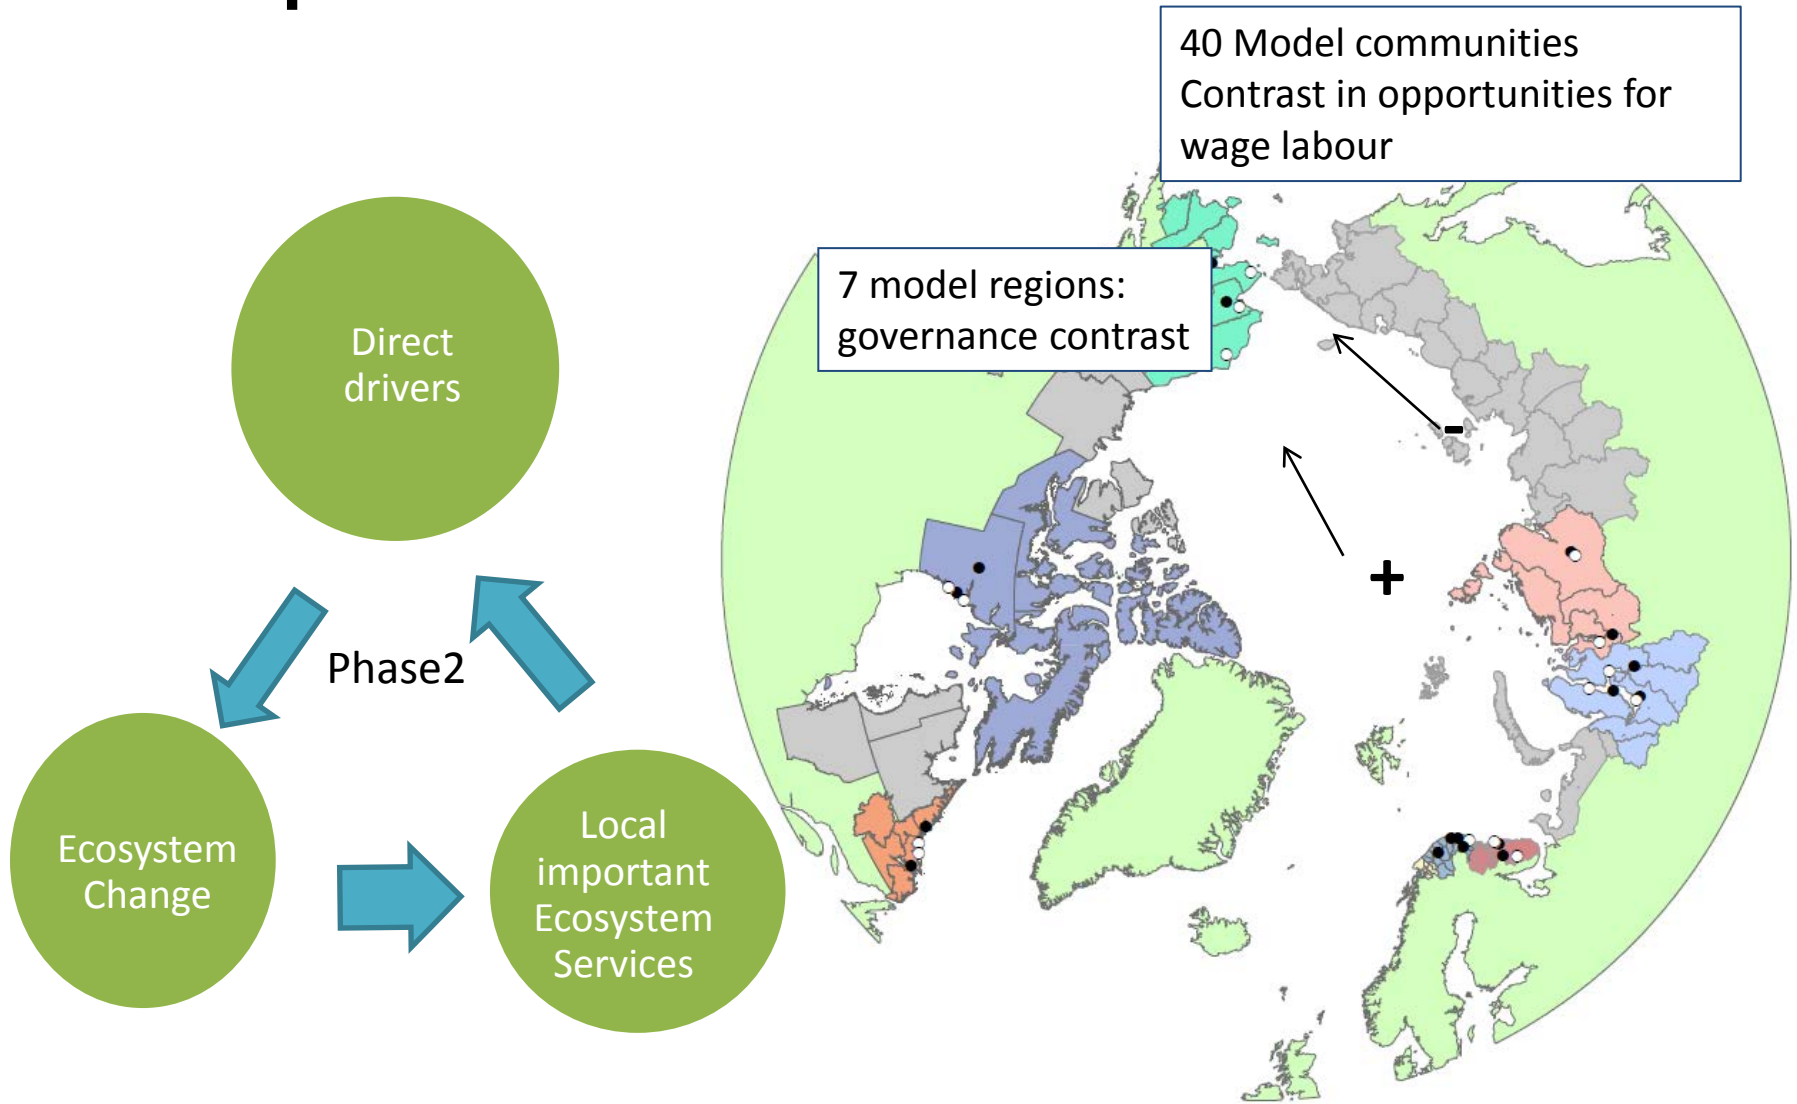 40 Model communities
Contrast in opportunities for
wage labour
7 model regions:
governance contrast
Direct
drivers
-
+
Phase2
Ecosystem
Change
Local
important
Ecosystem
Services